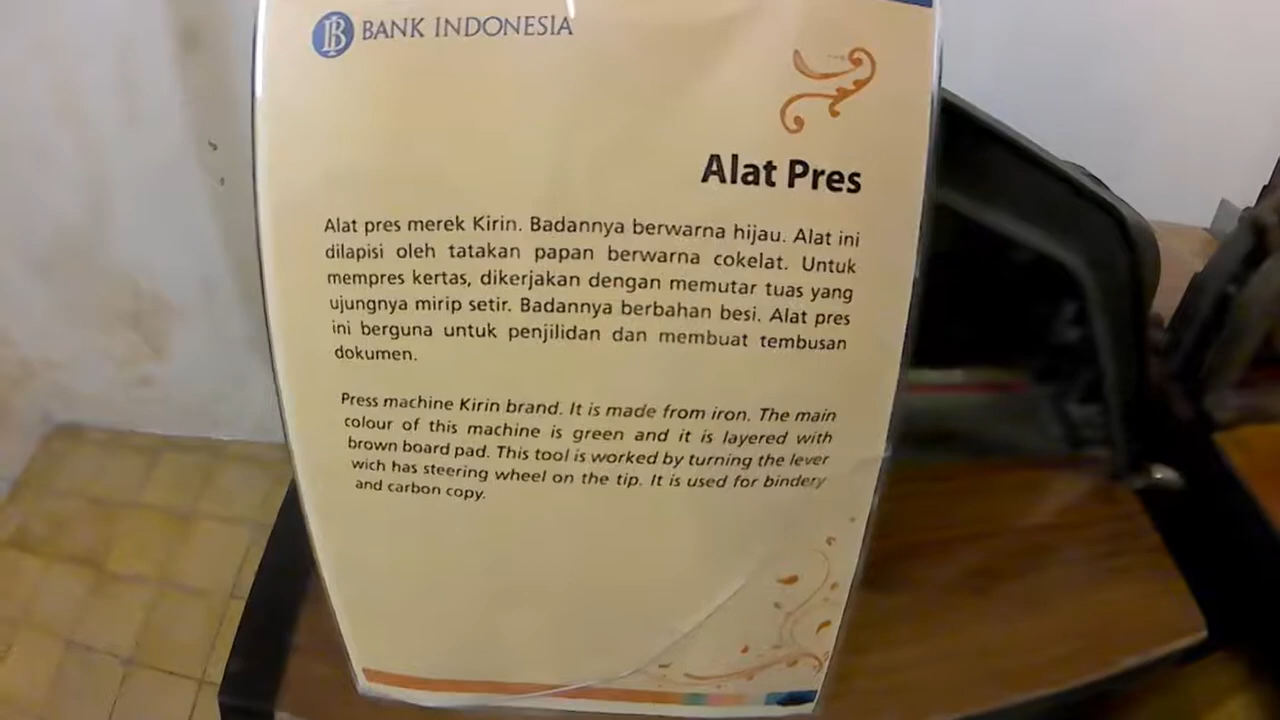 BANK INDONESIA
Alat Pres
Alat pres merek Kirin. Badannya berwarna hijau. Alat ini
dilapisi oleh tatakan papan berwarna cokelat. Untuk
mempres kertas, dikerjakan dengan memutar tuas yang
ujungnya mirip setir. Badannya berbahan besi. Alat pres
ini berguna untuk penjilidan dan membuat tembusan
dokumen.
Press machine Kirin brand. It is made from iron. The main
colour of this machine is green and it is layered with
brown board pad. This tool is worked by turning the lever
wich has steering wheel on the tip. It is used for bindery
and carbon copy.